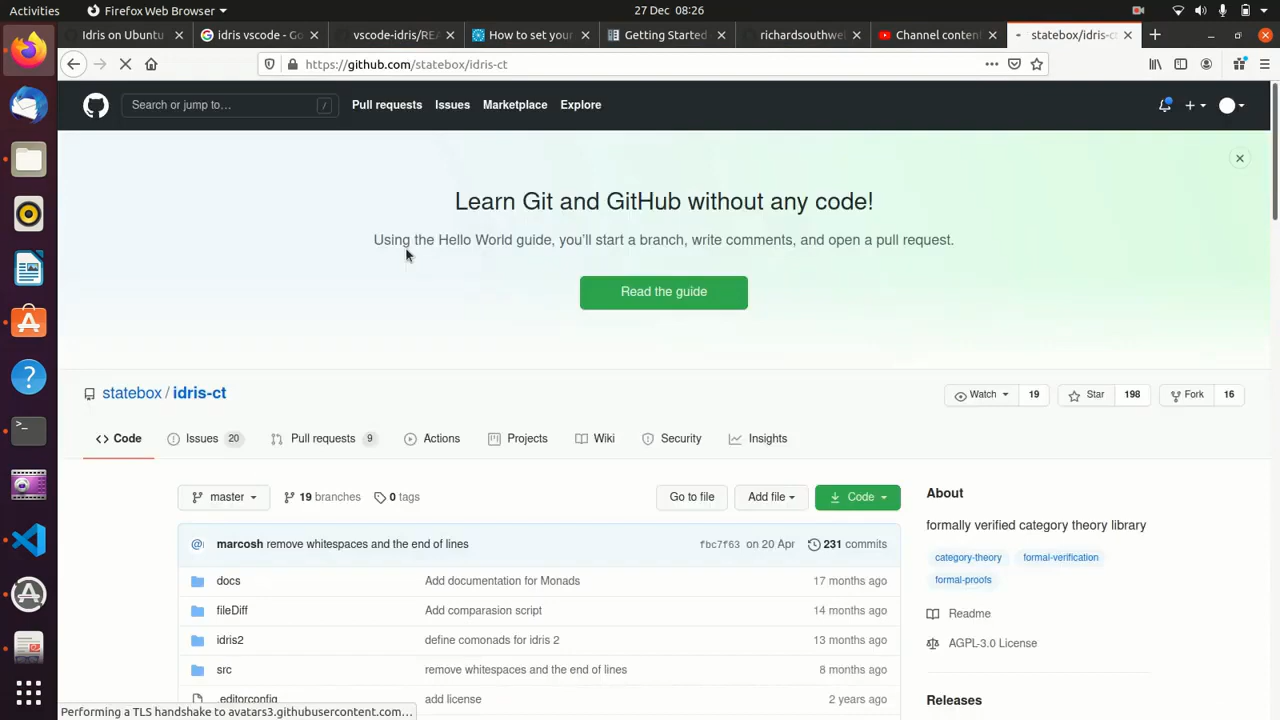 Activities
Firefox Web Browser
27 Dec 08:26
Idris on Ubuntu
idris vscode - Go
vscode-idris/REA
How to set your
Getting Started
richardsouthwe
Channel content
statebox/idris-ct
https://github.com/statebox/idris-ct
Search or jump to…
/
Pull requests
Issues
Marketplace
Explore
Learn Git and GitHub without any code!
Using the Hello World guide, you’ll start a branch, write comments, and open a pull request.
Read the guide
statebox / idris-ct
Watch
19
Star
198
Fork
16
Code
Issues 20
Pull requests 9
Actions
Projects
Wiki
Security
Insights
master
19 branches
0 tags
Go to file
Add file
Code
About
formally verified category theory library
marcosh remove whitespaces and the end of lines
fbc7f63 on 20 Apr
231 commits
category-theory
formal-verification
formal-proofs
docs
Add documentation for Monads
17 months ago
fileDiff
Add comparasion script
14 months ago
Readme
idris2
define comonads for idris 2
13 months ago
AGPL-3.0 License
src
remove whitespaces and the end of lines
8 months ago
.editorconfig
add license
2 years ago
Releases
Performing a TLS handshake to avatars3.githubusercontent.com…